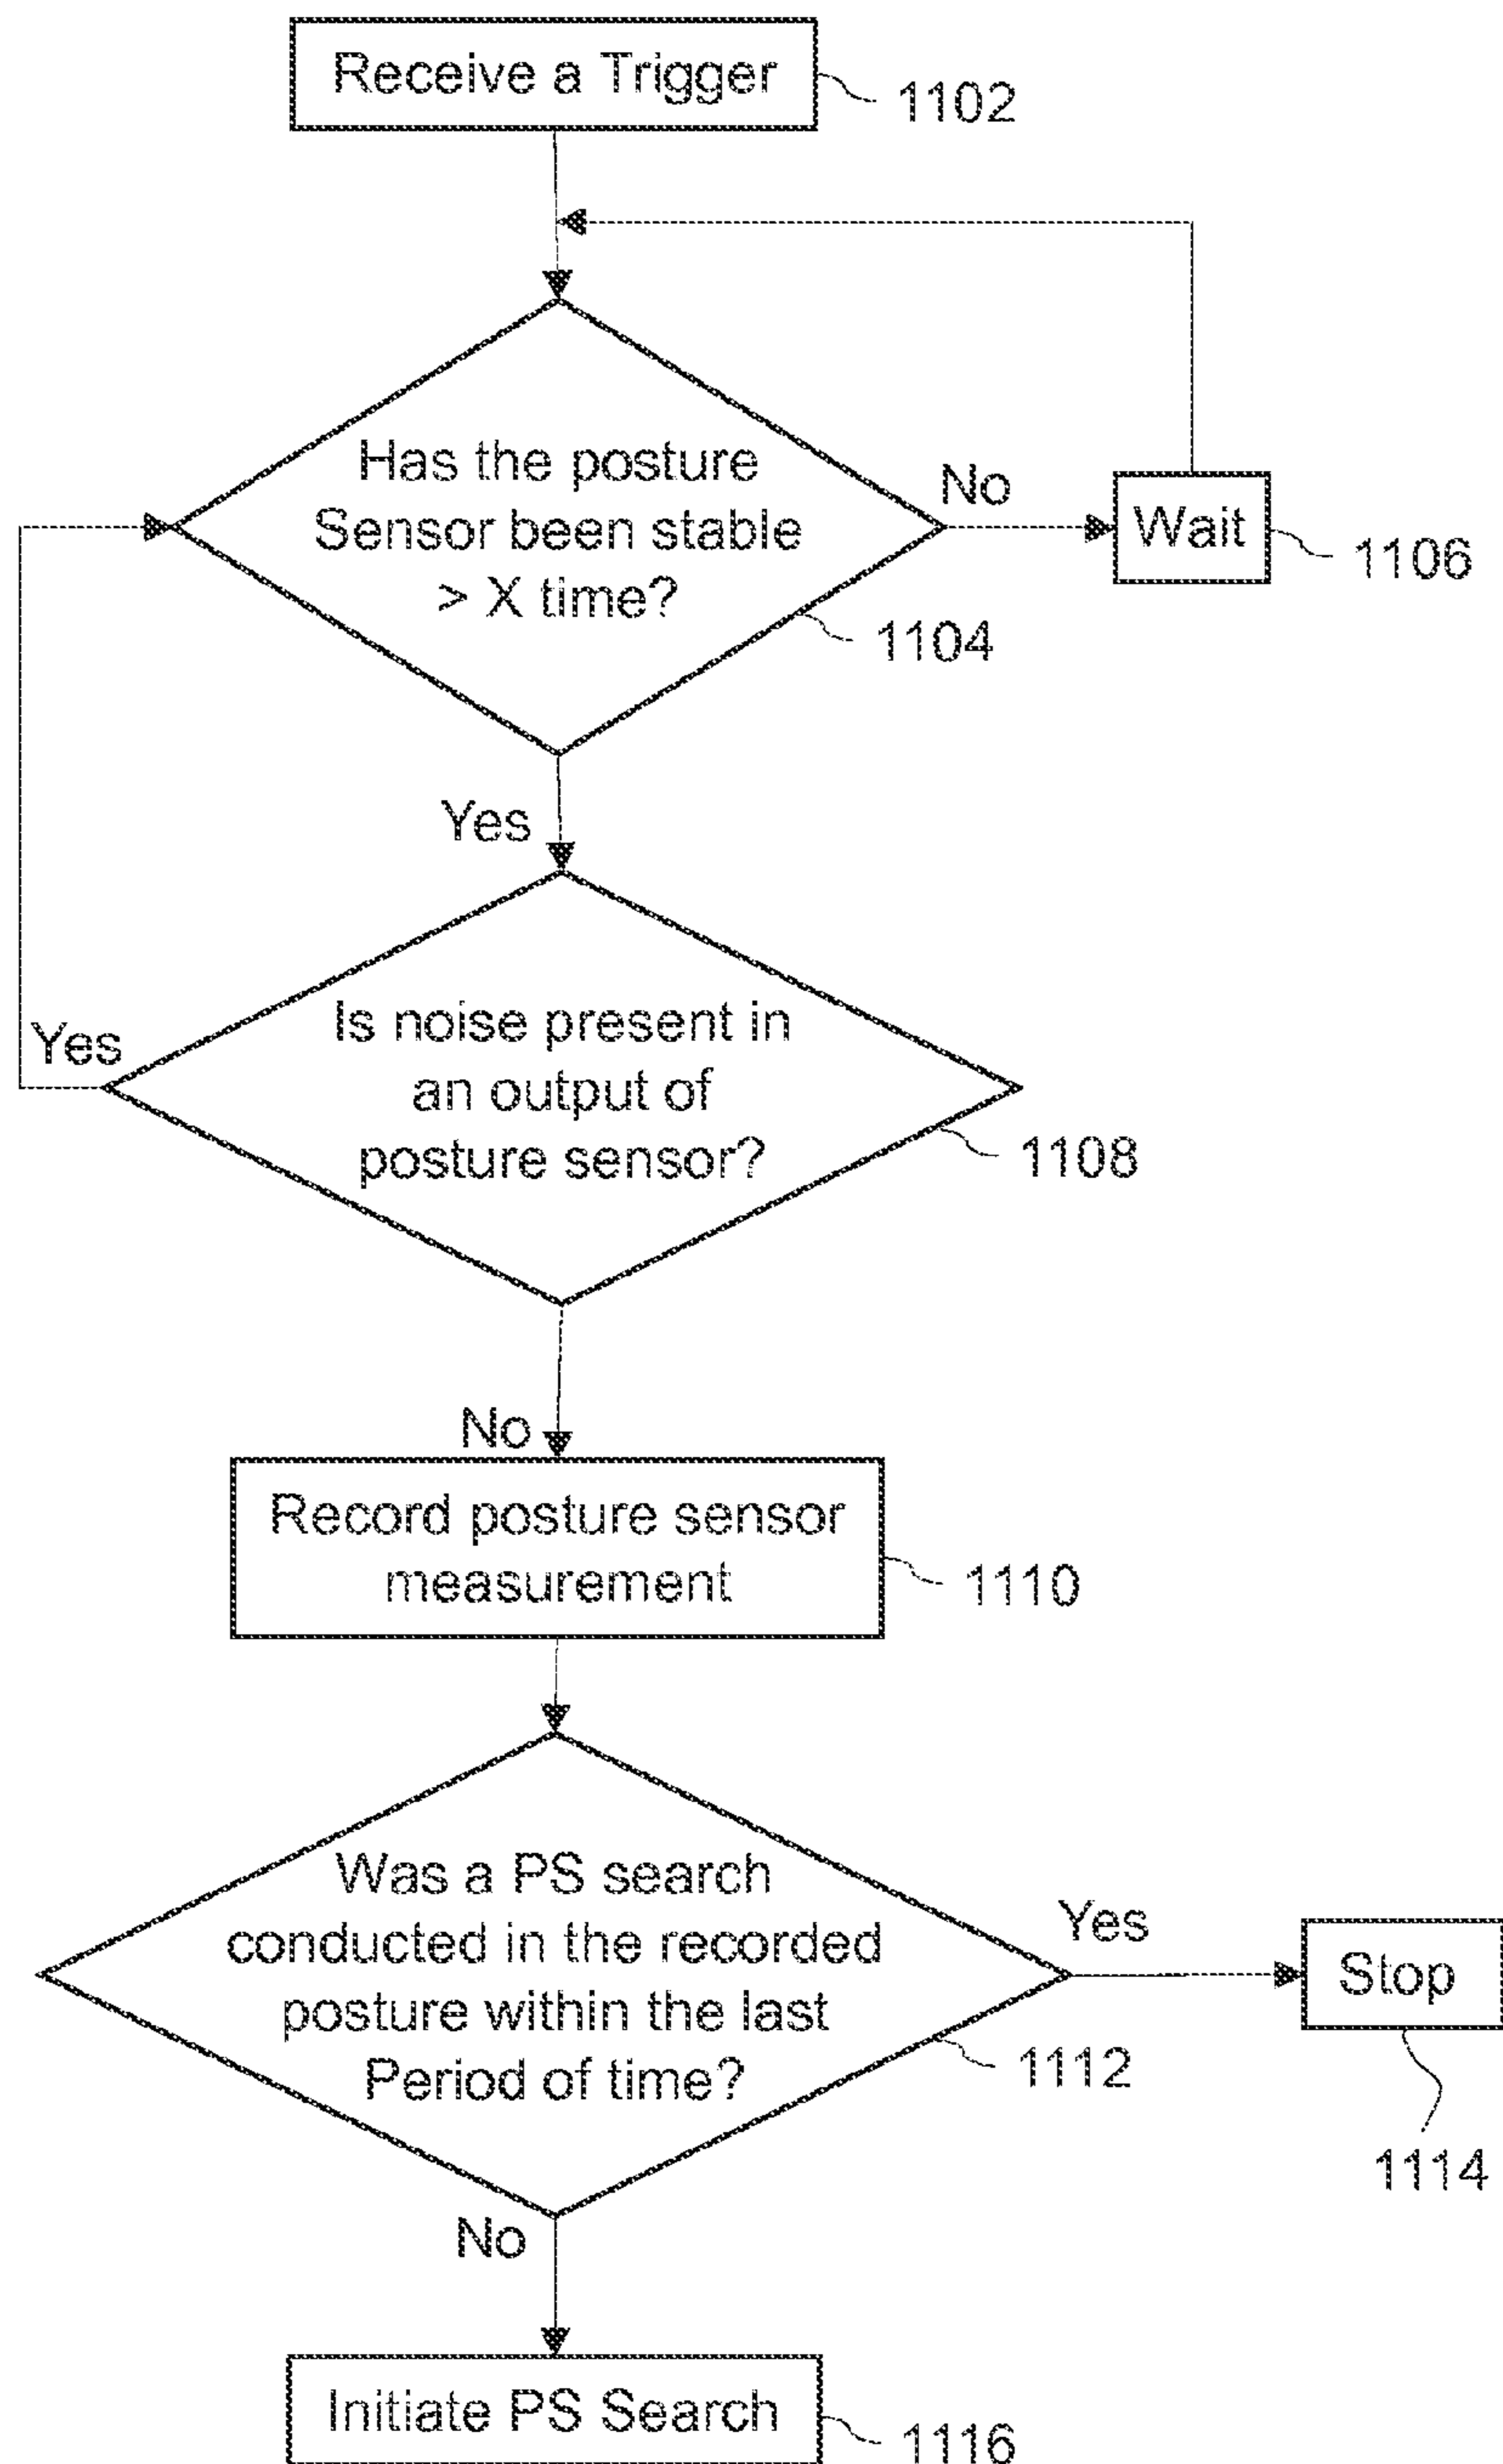 Receive a Trigger
1102
Has the posture
Sensor been stable
> X time?
No
Wait
1106
1104
Yes
Is noise present in
an output of
posture sensor?
Yes
1108
No
Record posture sensor
measurement
1110
Was a PS search
conducted in the recorded
posture within the last
Period of time?
Yes
Stop
1112
1114
No
Initiate PS Search
1116